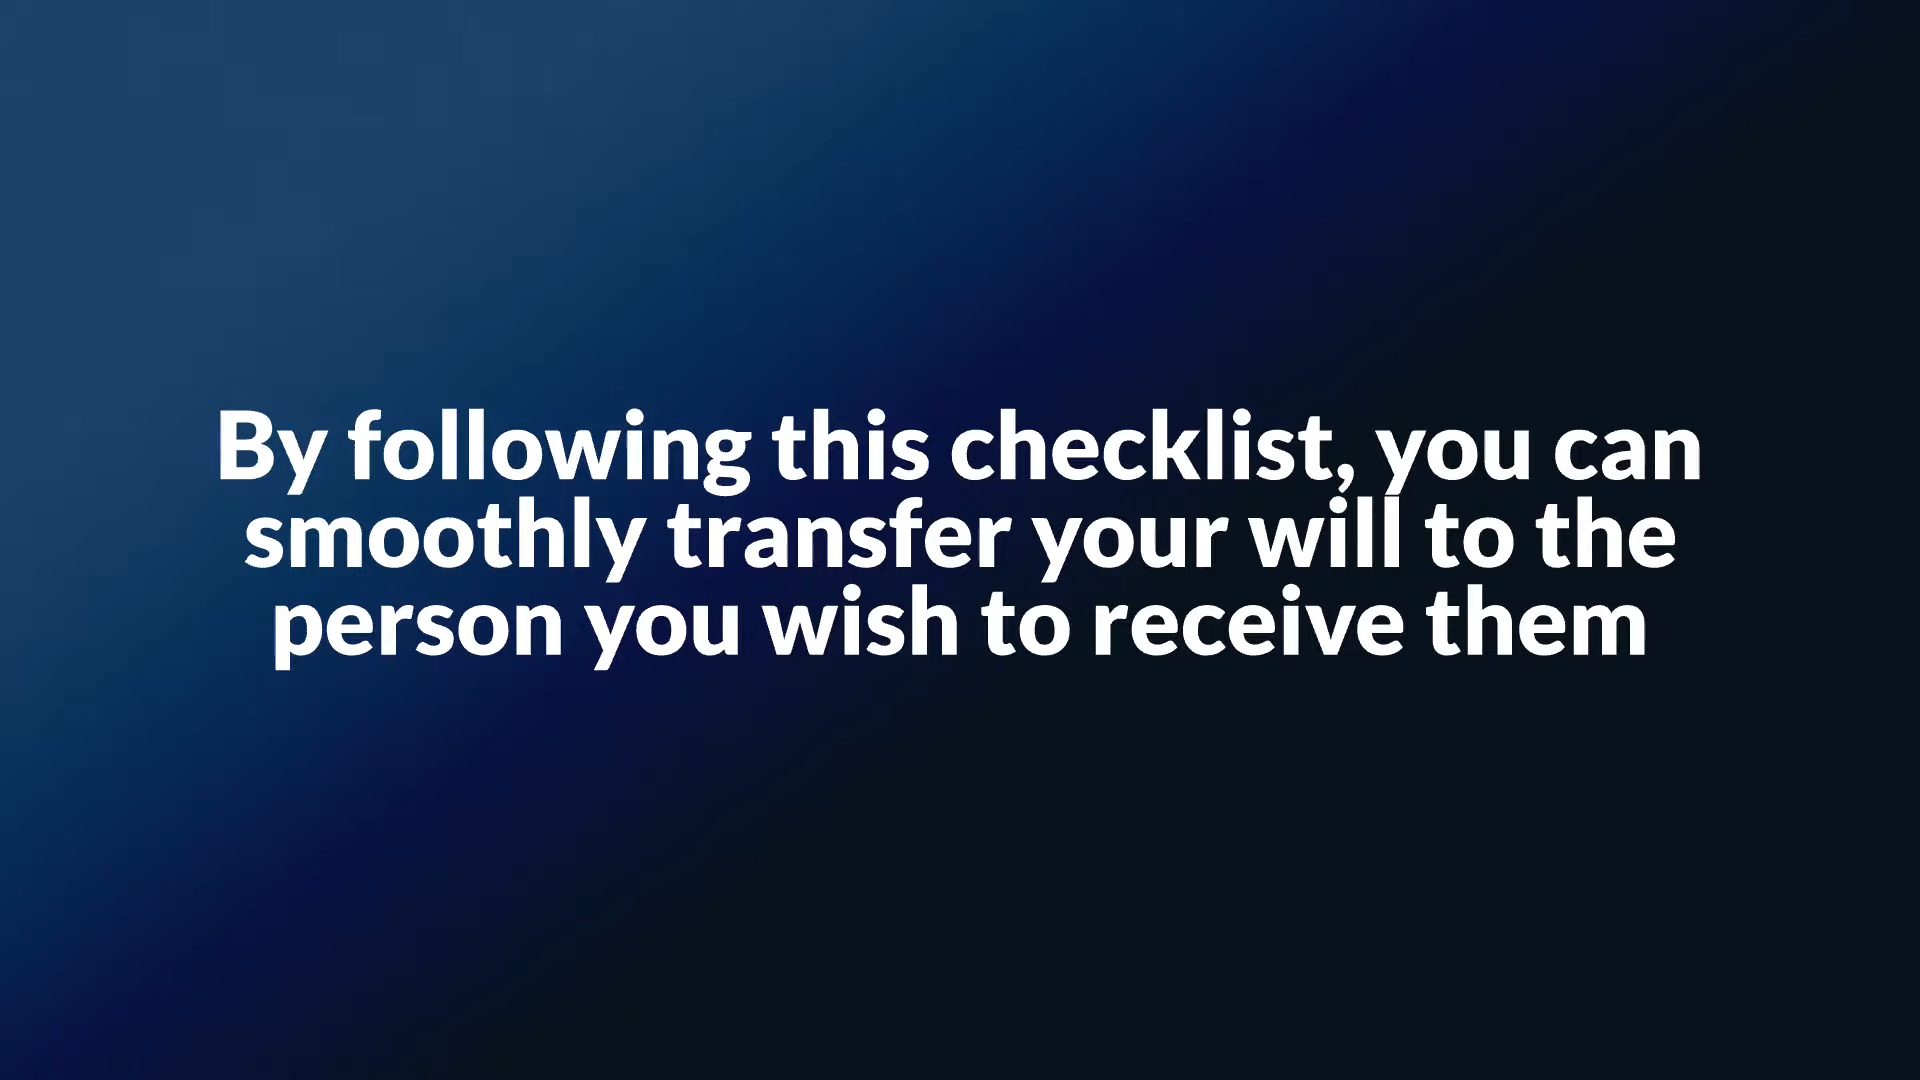 By following this checklist, you can
smoothly transfer your will to the
person you wish to receive them